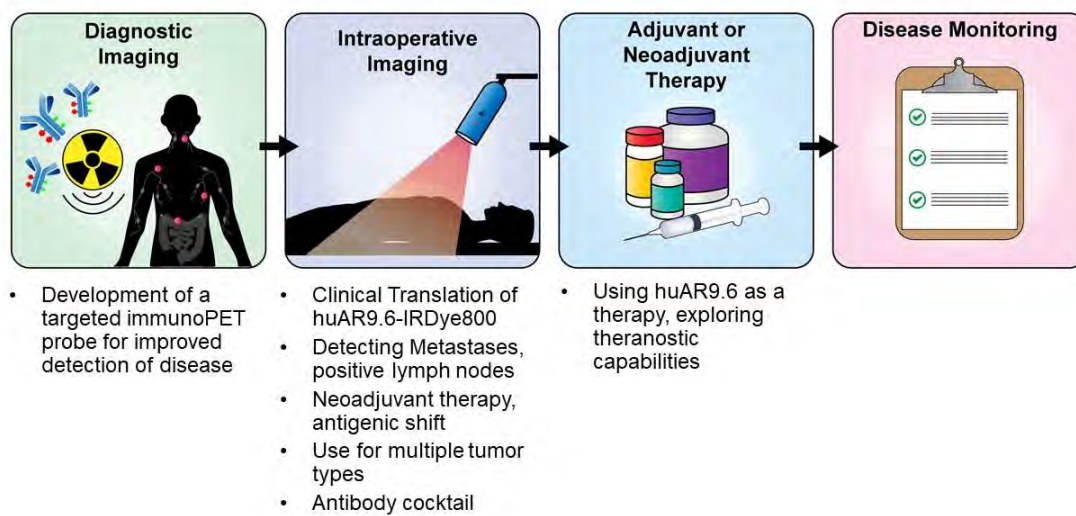 Diagnostic
Imaging
Intraoperative
Imaging
Adjuvant or
Neoadjuvant
Therapy
Disease Monitoring
• Development of a
targeted immunoPET
probe for improved
detection of disease
• Clinical Translation of
huAR9.6-IRDye800
• Detecting Metastases,
positive lymph nodes
• Neoadjuvant therapy,
antigenic shift
• Use for multiple tumor
types
• Antibody cocktail
• Using huAR9.6 as a
therapy, exploring
theranostic
capabilities